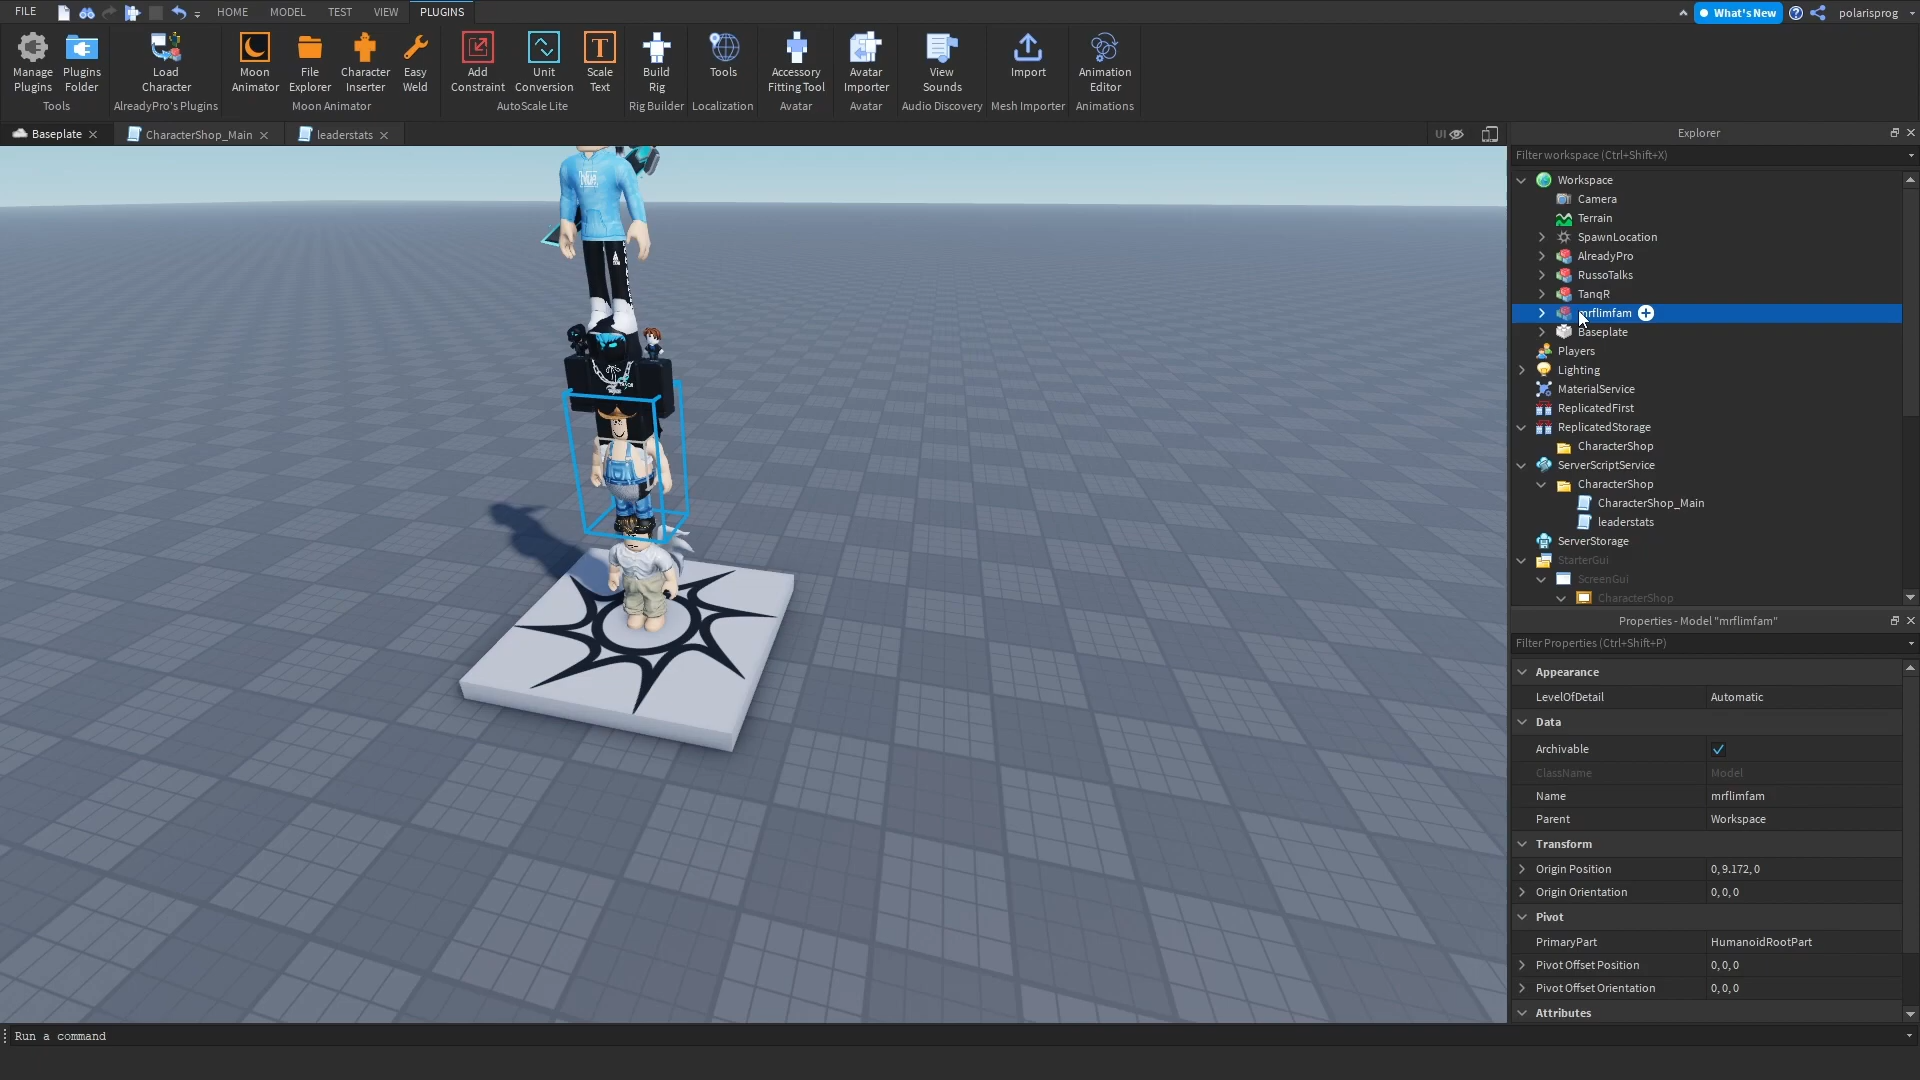 FILE HOME MODEL TEST VIEW PLUGINS What's New polarisprog
Manage Plugins
Plugins Folder
Load Character
Moon Animator
File Explorer
Character Inserter
Easy Weld
Add Constraint
Unit Conversion
T
Scale Text
Build Rig
Tools
Accessory Fitting Tool
Avatar Importer
View Sounds
Import
Animation Editor
Tools AlreadyPro's Plugins Moon Animator AutoScale Lite Rig Builder Localization Avatar Avatar Audio Discovery Mesh Importer Animations
Baseplate CharacterShop_Main leaderstats UI
Explorer
Filter workspace (Ctrl+Shift+X)
Workspace
Camera
Terrain
SpawnLocation
AlreadyPro
RussoTalks
TanqR
mrflimfam
Baseplate
Players
Lighting
MaterialService
ReplicatedFirst
ReplicatedStorage
CharacterShop
ServerScriptService
CharacterShop
CharacterShop_Main
leaderstats
ServerStorage
StarterGui
ScreenGui
CharacterShop
Properties - Model "mrflimfam"
Filter Properties (Ctrl+Shift+P)
Appearance
LevelOfDetail Automatic
Data
Archivable
ClassName Model
Name mrflimfam
Parent Workspace
Transform
Origin Position 0, 9.172, 0
Origin Orientation 0, 0, 0
Pivot
PrimaryPart HumanoidRootPart
Pivot Offset Position 0, 0, 0
Pivot Offset Orientation 0, 0, 0
Attributes
Run a command